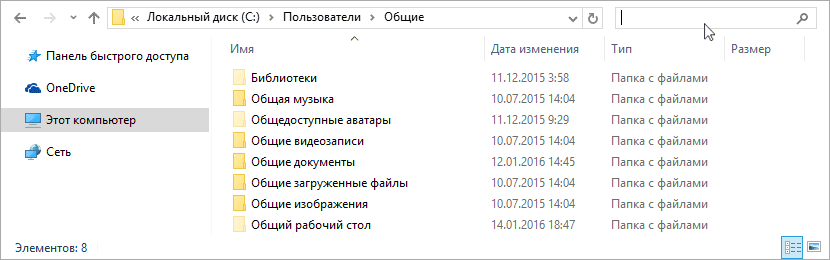 « Локальный диск (C:) › Пользователи › Общие
Имя Дата изменения Тип Размер
Панель быстрого доступа
OneDrive
Этот компьютер
Сеть
Библиотеки 11.12.2015 3:58 Папка с файлами
Общая музыка 10.07.2015 14:04 Папка с файлами
Общедоступные аватары 11.12.2015 9:29 Папка с файлами
Общие видеозаписи 10.07.2015 14:04 Папка с файлами
Общие документы 12.01.2016 14:45 Папка с файлами
Общие загруженные файлы 10.07.2015 14:04 Папка с файлами
Общие изображения 10.07.2015 14:04 Папка с файлами
Общий рабочий стол 14.01.2016 18:47 Папка с файлами
Элементов: 8